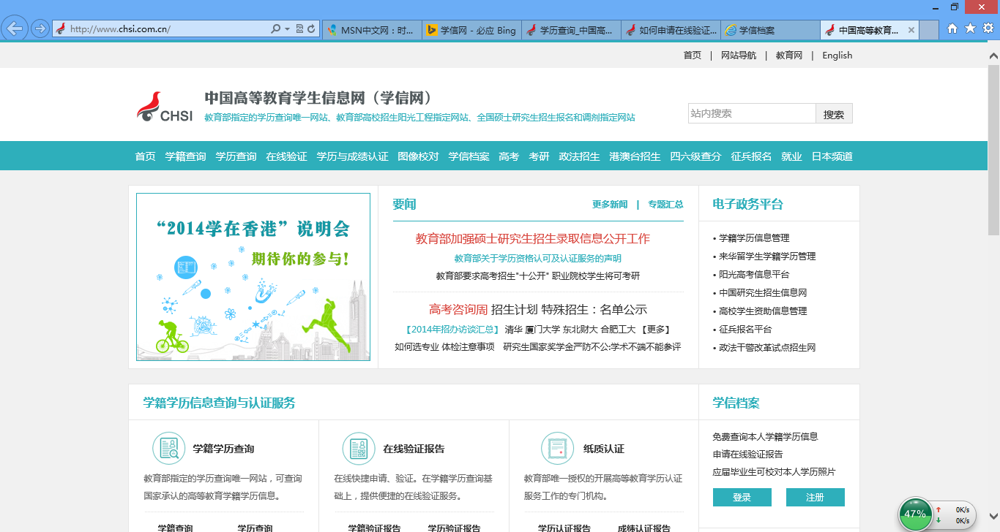 http://www.chsi.com.cn/
MSN中文网：时...
学信网 - 必应 Bing
学历查询_中国高...
如何申请在线验证...
学信档案
中国高等教育...
首页 | 网站导航 | 教育网 | English
CHSI
中国高等教育学生信息网（学信网）
教育部指定的学历查询唯一网站、教育部高校招生阳光工程指定网站、全国硕士研究生招生报名和调剂指定网站
站内搜索 搜索
首页 学籍查询 学历查询 在线验证 学历与成绩认证 图像校对 学信档案 高考 考研 政法招生 港澳台招生 四六级查分 征兵报名 就业 日本频道
“2014学在香港”说明会
期待你的参与!
要闻 更多新闻 | 专题汇总
教育部加强硕士研究生招生录取信息公开工作
教育部关于学历资格认可及认证服务的声明
教育部要求高考招生"十公开" 职业院校学生将可考研
高考咨询周 招生计划 特殊招生：名单公示
【2014年招办访谈汇总】 清华 厦门大学 东北财大 合肥工大 【更多】
如何选专业 体检注意事项 研究生国家奖学金严防不公:学术不端不能参评
电子政务平台
• 学籍学历信息管理
• 来华留学生学籍学历管理
• 阳光高考信息平台
• 中国研究生招生信息网
• 高校学生资助信息管理
• 征兵报名平台
• 政法干警改革试点招生网
学籍学历信息查询与认证服务
学籍学历查询
教育部指定的学历查询唯一网站，可查询
国家承认的高等教育学籍学历信息。
学籍查询 学历查询
在线验证报告
在线快捷申请、验证。在学籍学历查询基
础上，提供便捷的在线验证服务。
学籍验证报告 学历验证报告
纸质认证
教育部唯一授权的开展高等教育学历认证
服务工作的专门机构。
学历认证报告 成绩认证报告
学信档案
免费查询本人学籍学历信息
申请在线验证报告
应届毕业生可校对本人学历照片
登录 注册
47%
0K/s
0K/s